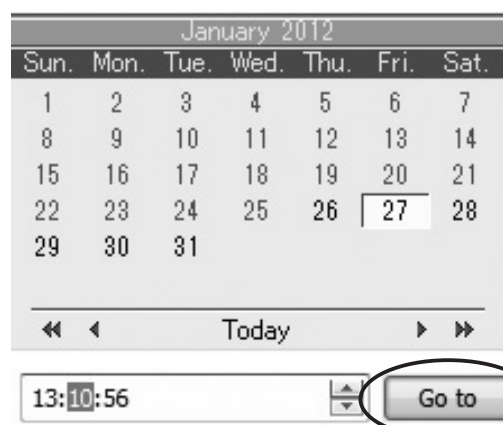 January 2012
Sun. Mon. Tue. Wed. Thu. Fri. Sat.
1 2 3 4 5 6 7
8 9 10 11 12 13 14
15 16 17 18 19 20 21
22 23 24 25 26 27 28
29 30 31
Today
13:10:56 Go to